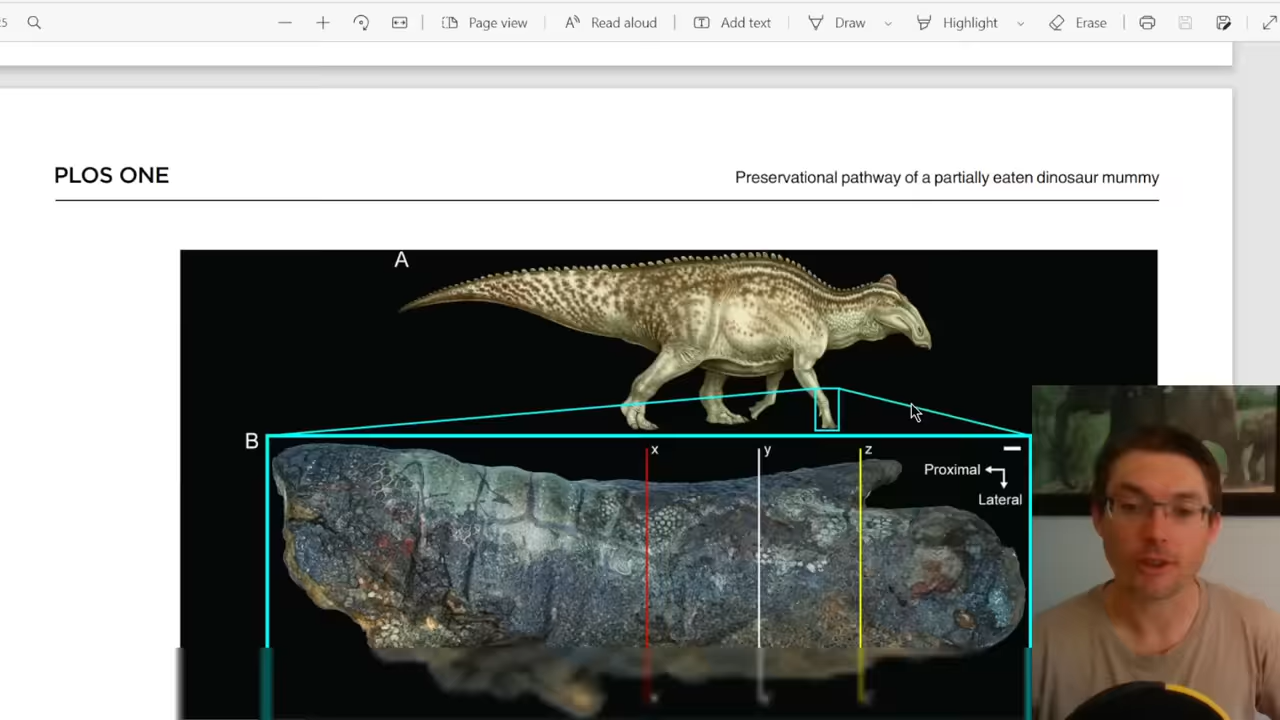 5
Page view
Read aloud
Add text
Draw
Highlight
Erase
PLOS ONE
Preservational pathway of a partially eaten dinosaur mummy
A
B
x
y
z
Proximal
Lateral